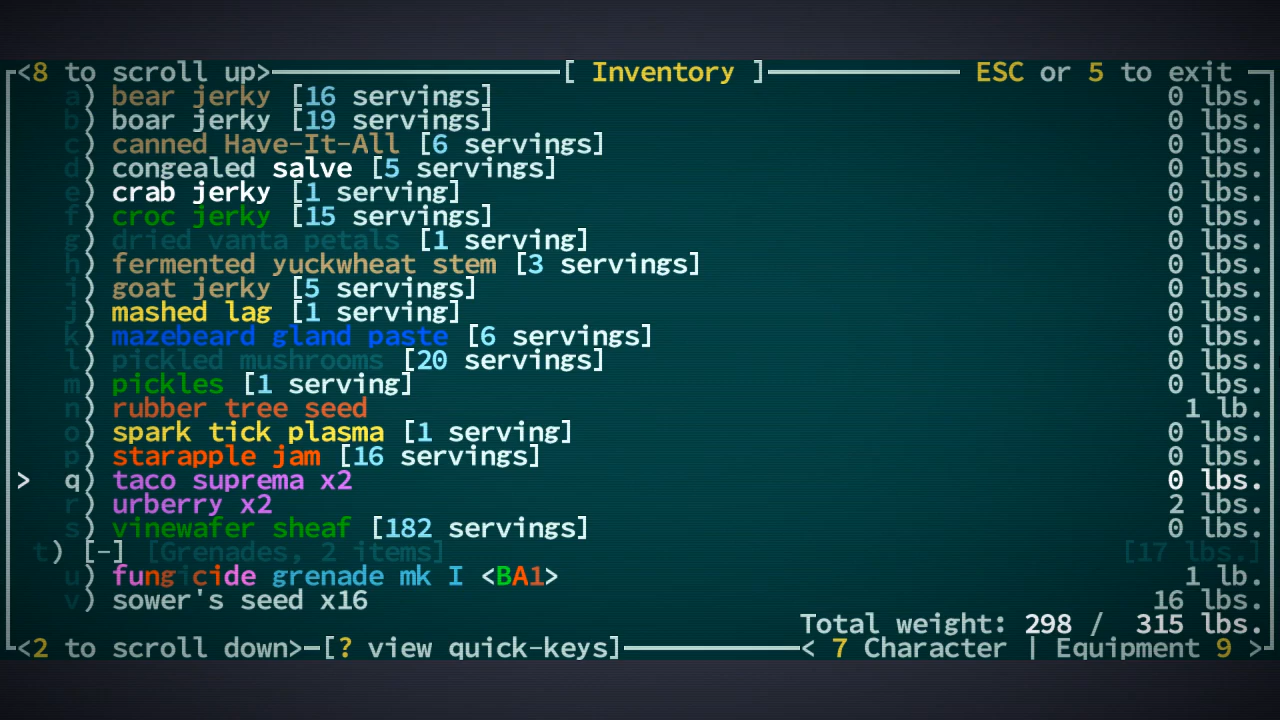 <8 to scroll up> [ Inventory ] ESC or 5 to exit
a) bear jerky [16 servings] 0 lbs.
b) boar jerky [19 servings] 0 lbs.
c) canned Have-It-All [6 servings] 0 lbs.
d) congealed salve [5 servings] 0 lbs.
e) crab jerky [1 serving] 0 lbs.
f) croc jerky [15 servings] 0 lbs.
g) dried vanta petals [1 serving] 0 lbs.
h) fermented yuckwheat stem [3 servings] 0 lbs.
i) goat jerky [5 servings] 0 lbs.
j) mashed lag [1 serving] 0 lbs.
k) mazebeard gland paste [6 servings] 0 lbs.
l) pickled mushrooms [20 servings] 0 lbs.
m) pickles [1 serving] 0 lbs.
n) rubber tree seed 1 lb.
o) spark tick plasma [1 serving] 0 lbs.
p) starapple jam [16 servings] 0 lbs.
> q) taco suprema x2 0 lbs.
r) urberry x2 2 lbs.
s) vinewafer sheaf [182 servings] 0 lbs.
t) [-] [Grenades, 2 items] [17 lbs.]
u) fungicide grenade mk I <BA1> 1 lb.
v) sower's seed x16 16 lbs.
Total weight: 298 / 315 lbs.
<2 to scroll down> [? view quick-keys] < 7 Character | Equipment 9 >